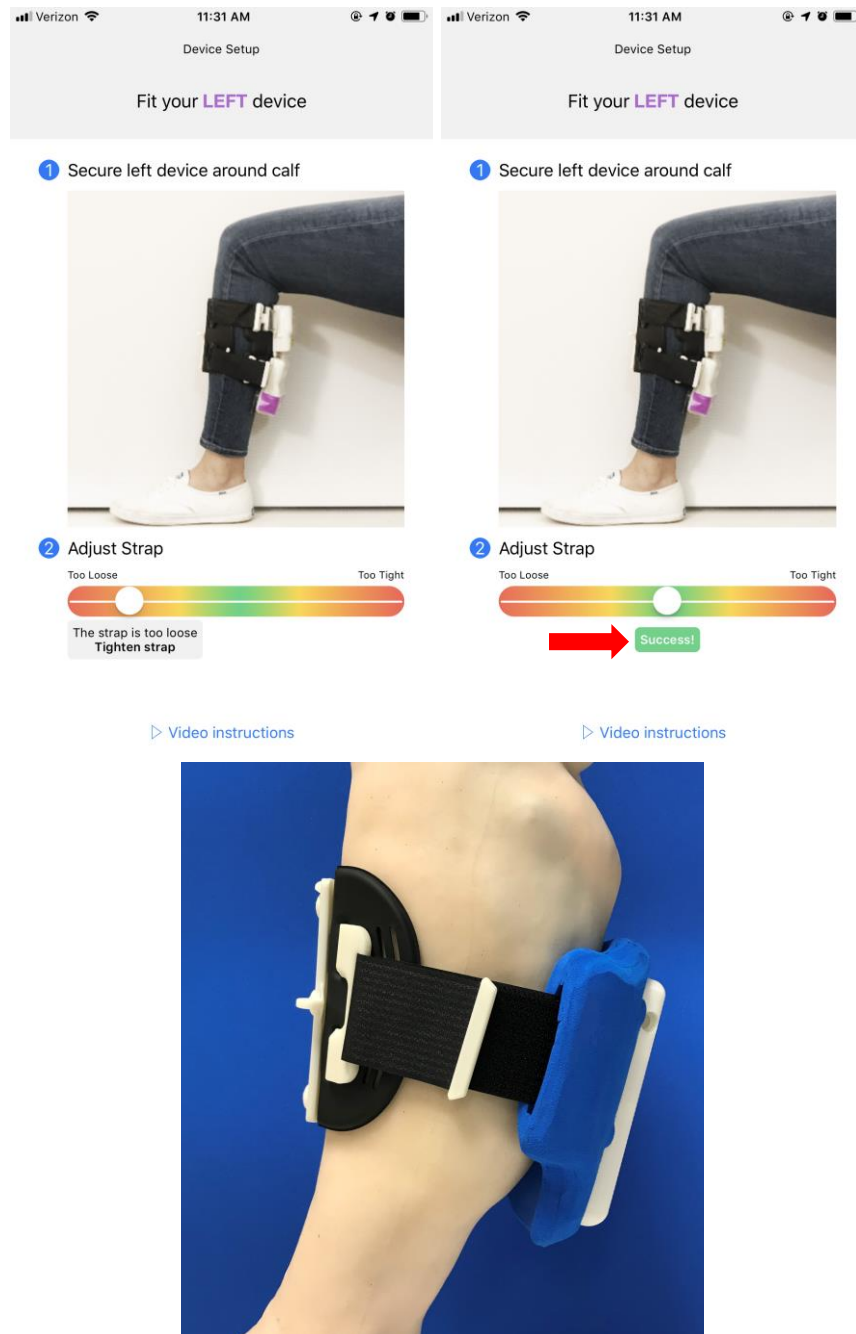 Verizon 11:31 AM
Device Setup
Fit your LEFT device
1 Secure left device around calf
2 Adjust Strap
Too Loose Too Tight
The strap is too loose
Tighten strap
Video instructions
Verizon 11:31 AM
Device Setup
Fit your LEFT device
1 Secure left device around calf
2 Adjust Strap
Too Loose Too Tight
Success!
Video instructions